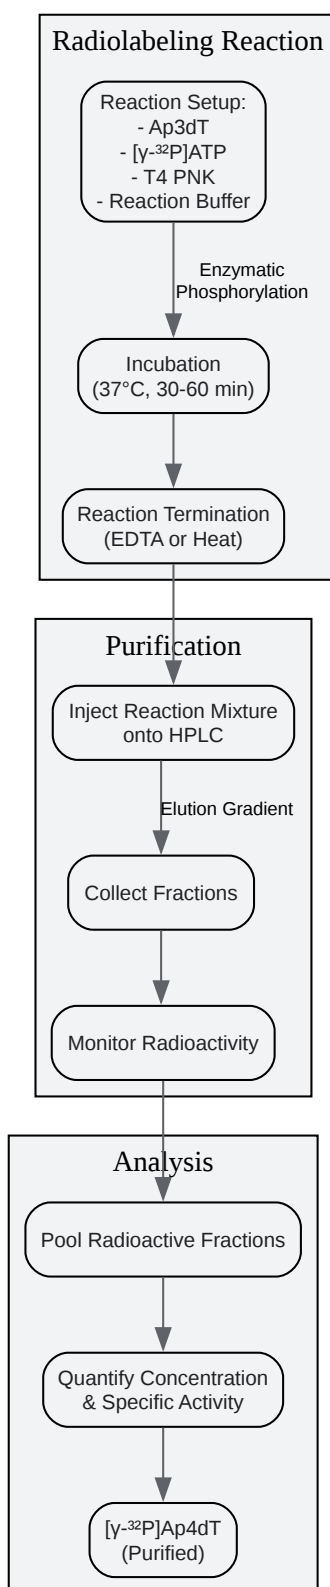 Radiolabeling Reaction
Reaction Setup:
- Ap3dT
- [γ-³²P]ATP
- T4 PNK
- Reaction Buffer
Enzymatic
Phosphorylation
Incubation
(37°C, 30-60 min)
Reaction Termination
(EDTA or Heat)
Purification
Inject Reaction Mixture
onto HPLC
Elution Gradient
Collect Fractions
Monitor Radioactivity
Analysis
Pool Radioactive Fractions
Quantify Concentration
& Specific Activity
[γ-³²P]Ap4dT
(Purified)